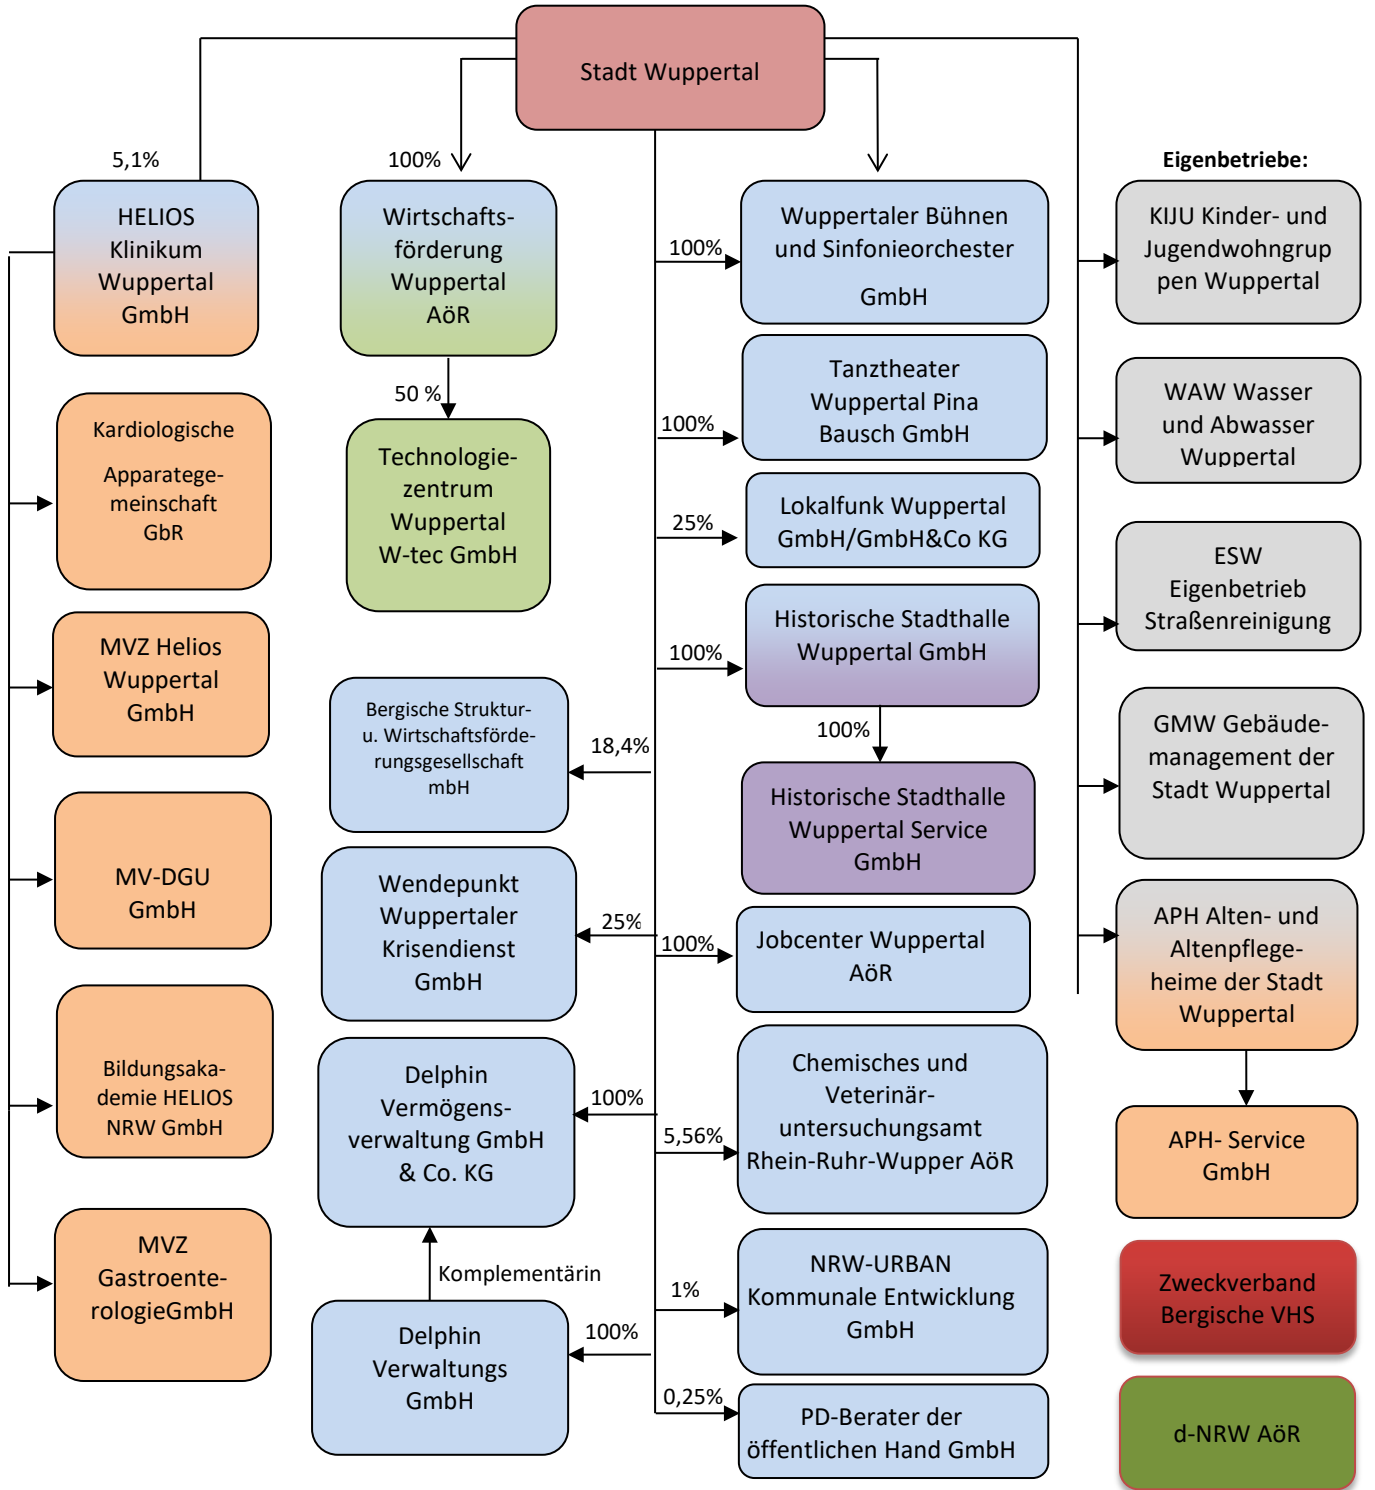 Stadt Wuppertal
5,1%
HELIOS
Klinikum
Wuppertal
GmbH
Kardiologische
Apparatege-
meinschaft
GbR
MVZ Helios
Wuppertal
GmbH
MV-DGU
GmbH
Bildungsaka-
demie HELIOS
NRW GmbH
MVZ
Gastroente-
rologieGmbH
100%
Wirtschafts-
förderung
Wuppertal
AöR
50 %
Technologie-
zentrum
Wuppertal
W-tec GmbH
Bergische Struktur-
u. Wirtschaftsförde-
rungsgesellschaft
mbH
18,4%
Wendepunkt
Wuppertaler
Krisendienst
GmbH
25%
Delphin
Vermögens-
verwaltung GmbH
& Co. KG
100%
Komplementärin
Delphin
Verwaltungs
GmbH
100%
100%
Wuppertaler Bühnen
und Sinfonieorchester
GmbH
100%
Tanztheater
Wuppertal Pina
Bausch GmbH
25%
Lokalfunk Wuppertal
GmbH/GmbH&Co KG
100%
Historische Stadthalle
Wuppertal GmbH
100%
Historische Stadthalle
Wuppertal Service
GmbH
100%
Jobcenter Wuppertal
AöR
5,56%
Chemisches und
Veterinär-
untersuchungsamt
Rhein-Ruhr-Wupper AöR
1%
NRW-URBAN
Kommunale Entwicklung
GmbH
0,25%
PD-Berater der
öffentlichen Hand GmbH
Eigenbetriebe:
KIJU Kinder- und
Jugendwohngrup
pen Wuppertal
WAW Wasser
und Abwasser
Wuppertal
ESW
Eigenbetrieb
Straßenreinigung
GMW Gebäude-
management der
Stadt Wuppertal
APH Alten- und
Altenpflege-
heime der Stadt
Wuppertal
APH- Service
GmbH
Zweckverband
Bergische VHS
d-NRW AöR